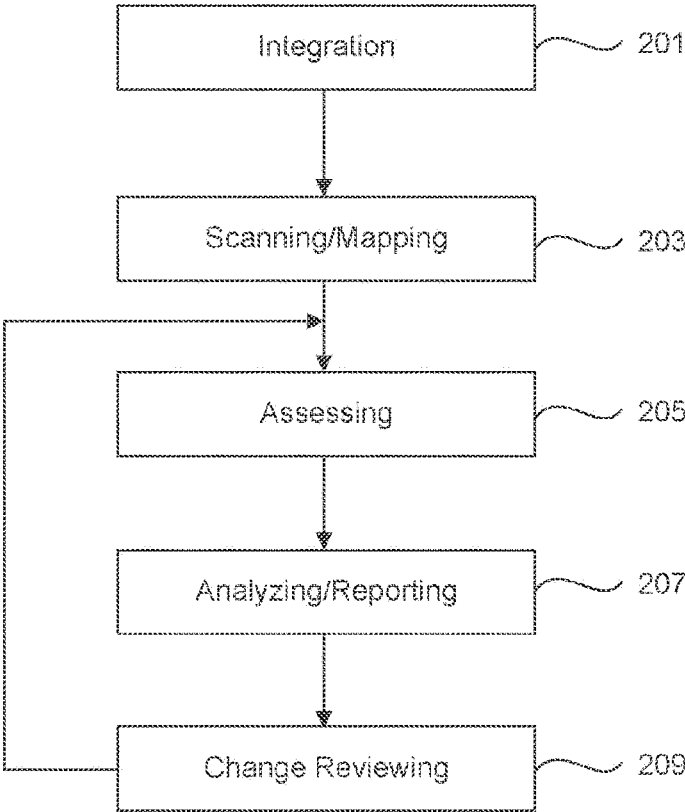 Integration 201
Scanning/Mapping 203
Assessing 205
Analyzing/Reporting 207
Change Reviewing 209